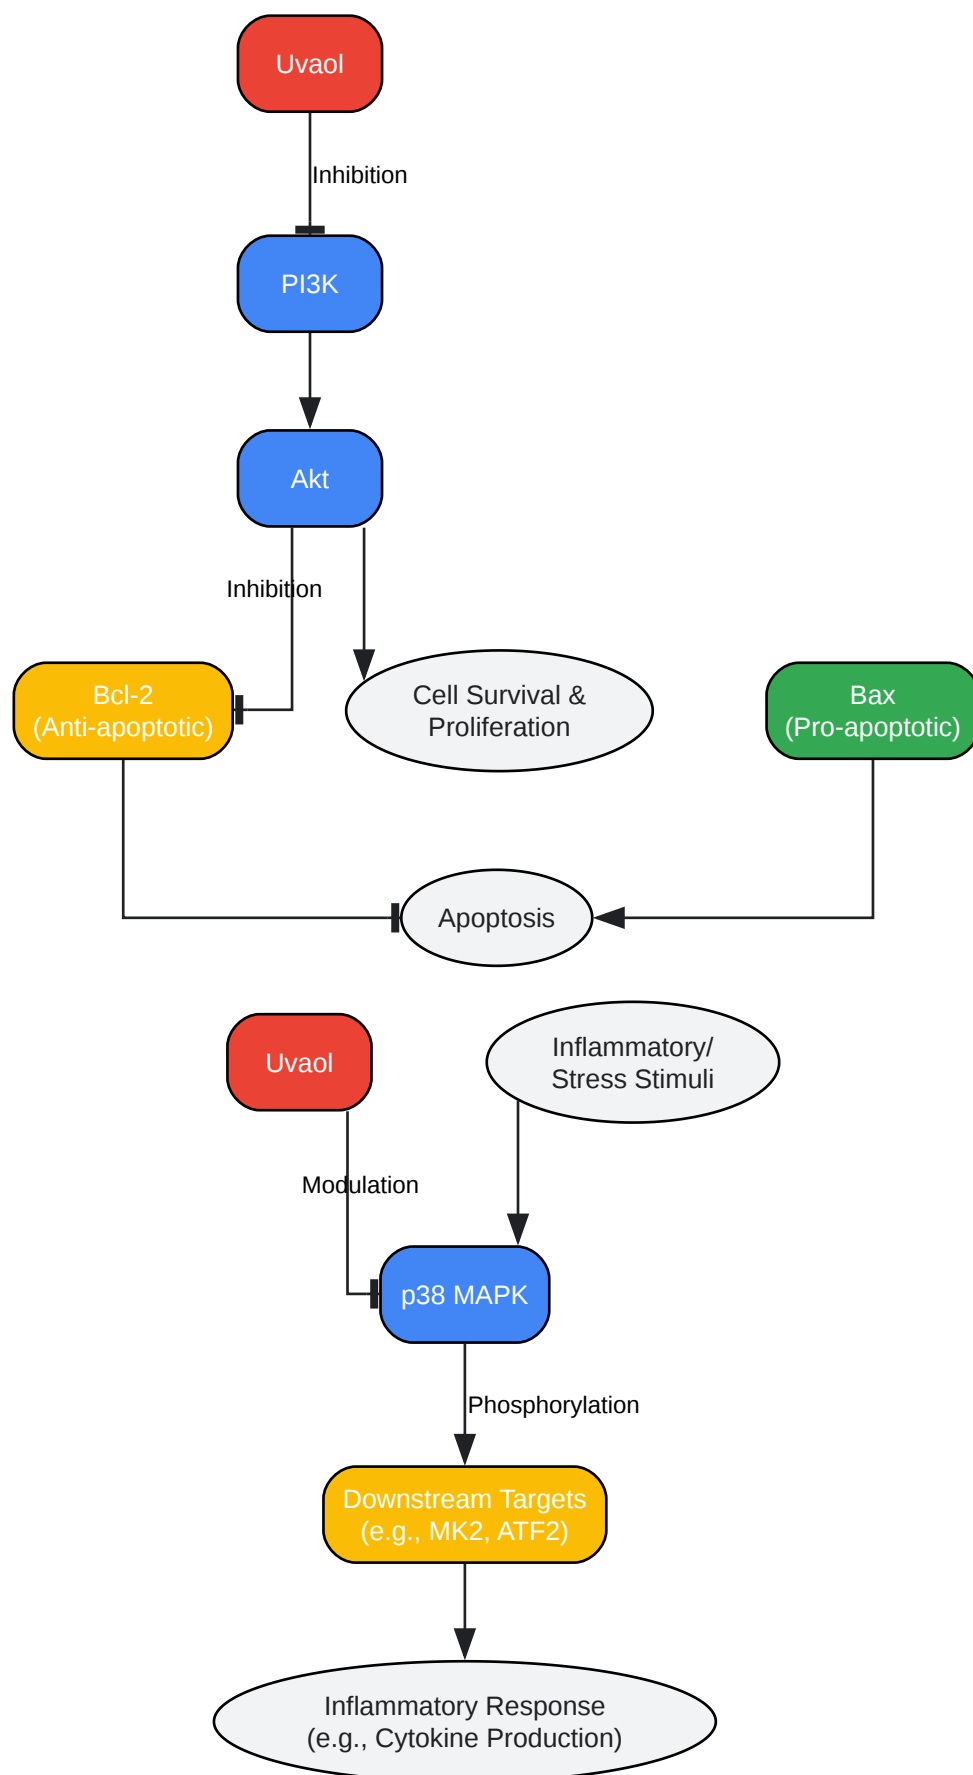 Uvaol
Inhibition
PI3K
Akt
Inhibition
Bcl-2
(Anti-apoptotic)
Cell Survival &
Proliferation
Bax
(Pro-apoptotic)
Apoptosis
Uvaol
Inflammatory/
Stress Stimuli
Modulation
p38 MAPK
Phosphorylation
Downstream Targets
(e.g., MK2, ATF2)
Inflammatory Response
(e.g., Cytokine Production)